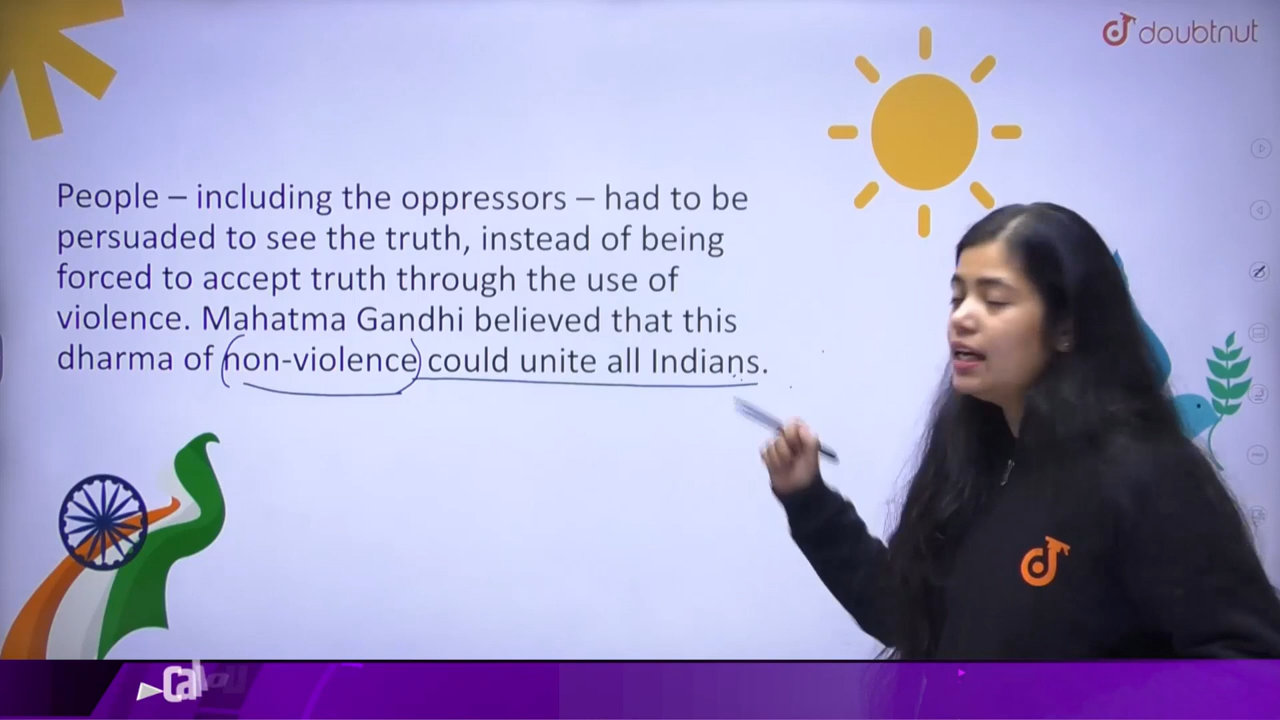 doubtnut
People – including the oppressors – had to be
persuaded to see the truth, instead of being
forced to accept truth through the use of
violence. Mahatma Gandhi believed that this
dharma of non-violence could unite all Indians.